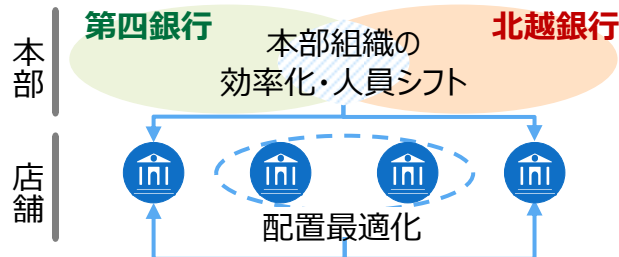 第四銀行
北越銀行
本部
本部組織の
効率化・人員シフト
店舗
配置最適化